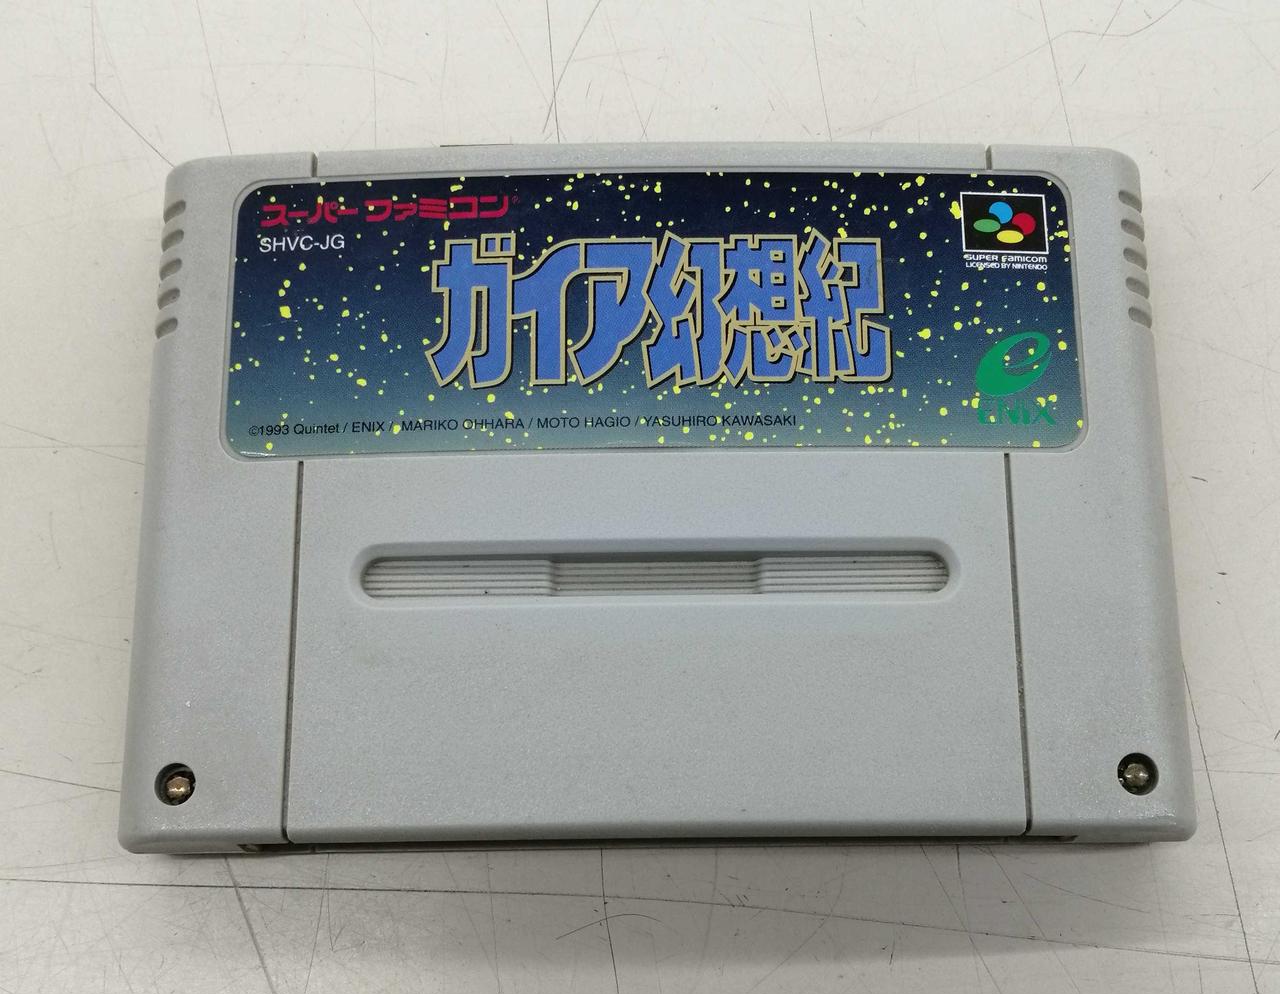 スーパーファミコン®
SHVC-JG
ガイア幻想紀
SUPER FAMICOM
LICENSED BY NINTENDO
e
ENIX
©1993 Quintet / ENIX / MARIKO OHHARA / MOTO HAGIO / YASUHIRO KAWASAKI